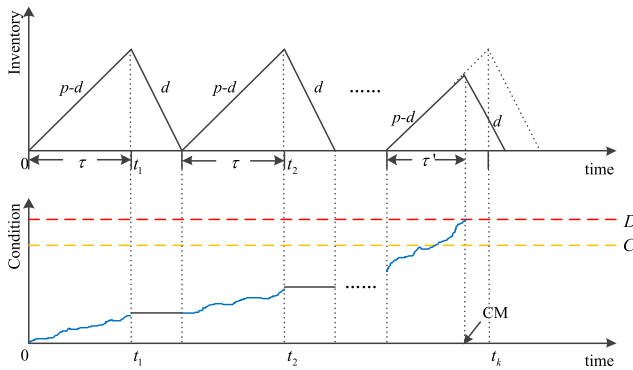 Inventory
p-d
d
p-d
d
......
p-d
d
0
τ
t1
τ
t2
τ'
time
Condition
D
C
......
CM
0
t1
t2
tk
time